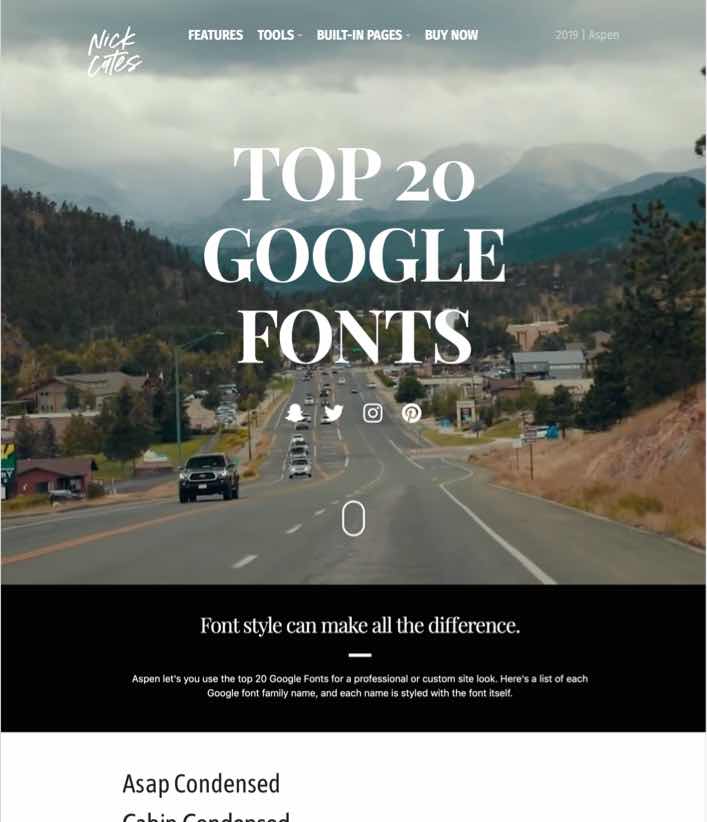 Nick
Cates
FEATURES TOOLS BUILT-IN PAGES BUY NOW
2019 | Aspen
TOP 20
GOOGLE
FONTS
Font style can make all the difference.
Aspen let's you use the top 20 Google Fonts for a professional or custom site look. Here's a list of each
Google font family name, and each name is styled with the font itself.
Asap Condensed
Cabin Condensed